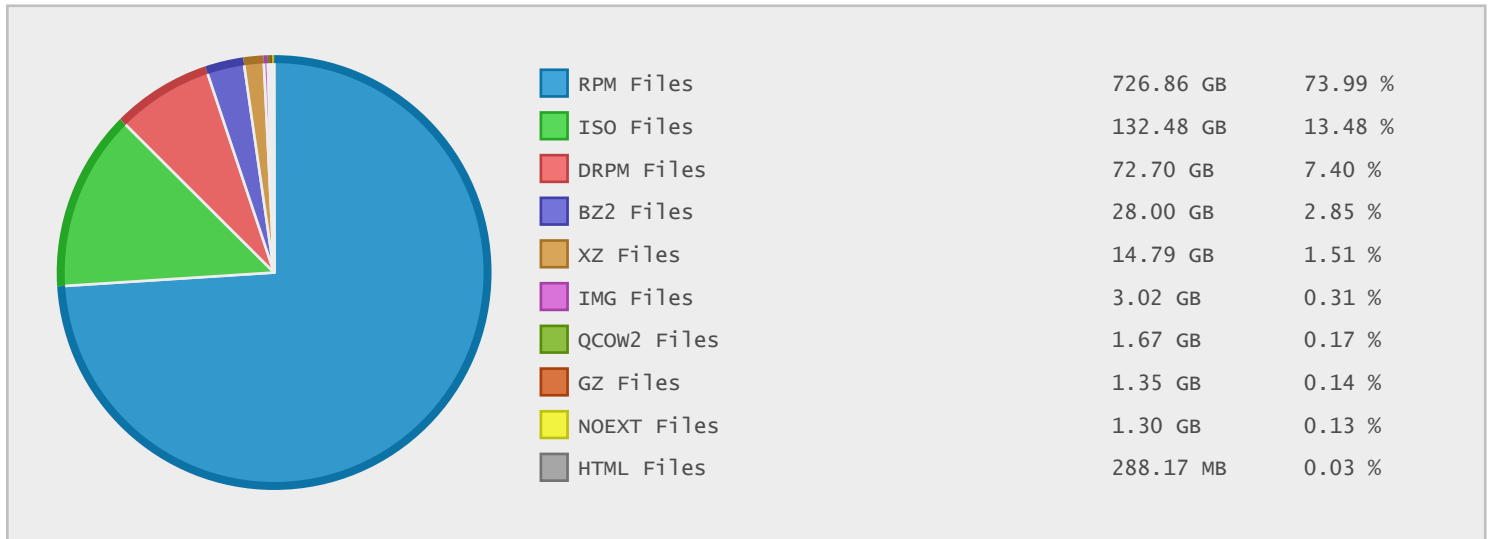 RPM Files 726.86 GB 73.99 %
ISO Files 132.48 GB 13.48 %
DRPM Files 72.70 GB 7.40 %
BZ2 Files 28.00 GB 2.85 %
XZ Files 14.79 GB 1.51 %
IMG Files 3.02 GB 0.31 %
QCOW2 Files 1.67 GB 0.17 %
GZ Files 1.35 GB 0.14 %
NOEXT Files 1.30 GB 0.13 %
HTML Files 288.17 MB 0.03 %